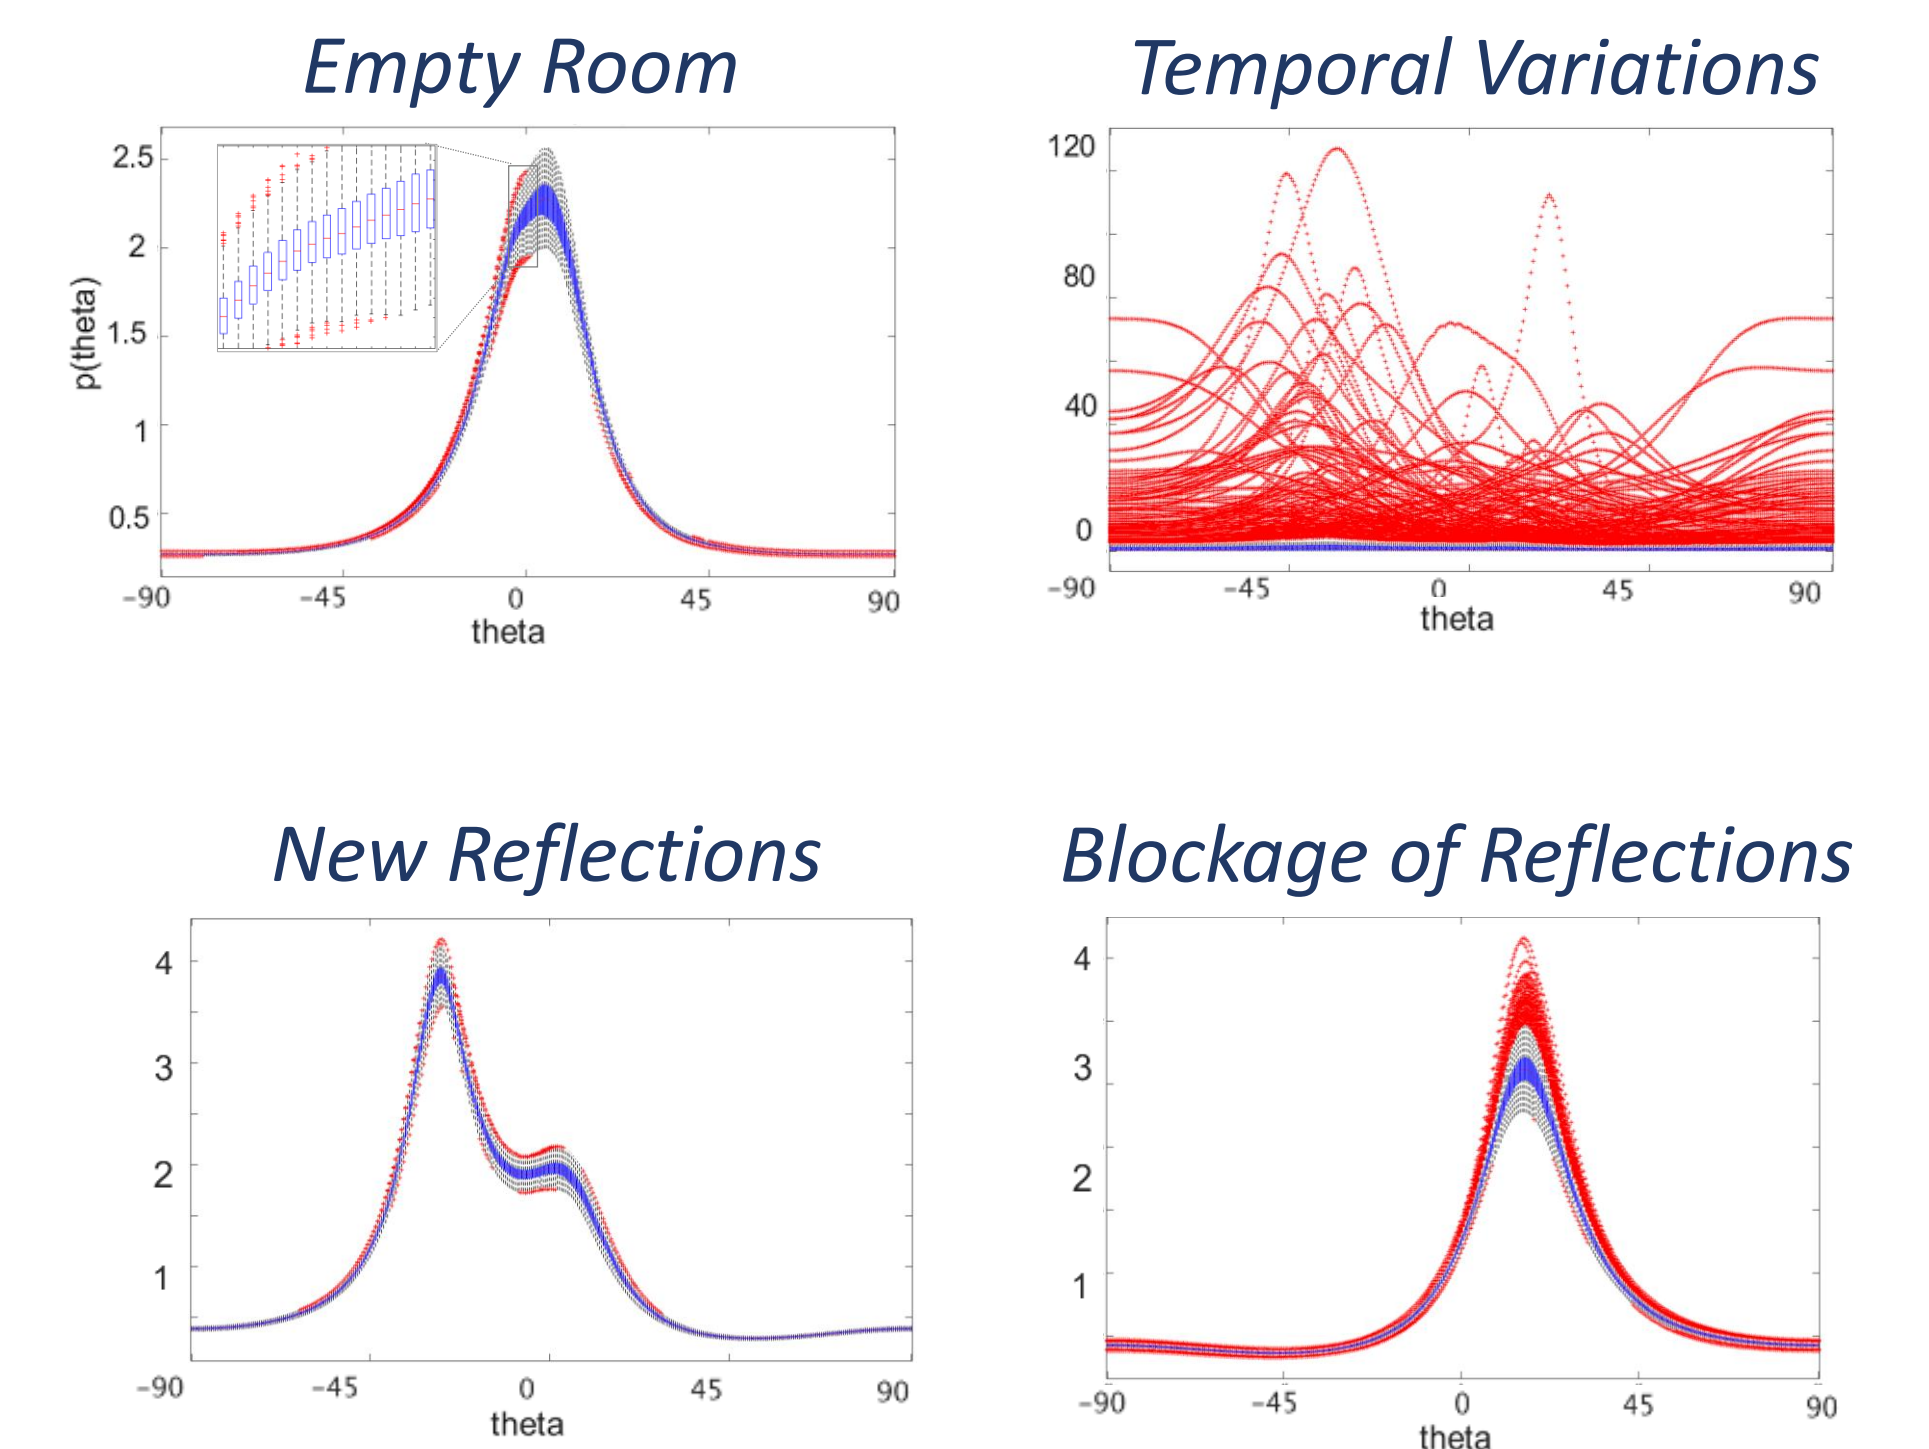 Empty Room
2.5
2
1.5
1
0.5
p(theta)
−90 −45 0 45 90
theta
Temporal Variations
120
80
40
0
−90 −45 0 45 90
theta
New Reflections
4
3
2
1
−90 −45 0 45 90
theta
Blockage of Reflections
4
3
2
1
−90 −45 0 45 90
theta